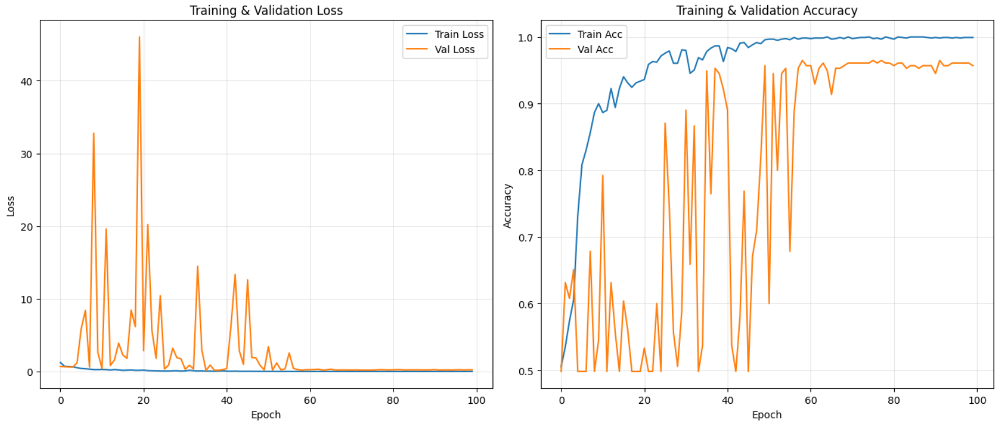 Training & Validation Loss
Train Loss
Val Loss
40
30
20
10
0
Loss
0 20 40 60 80 100
Epoch
Training & Validation Accuracy
Train Acc
Val Acc
1.0
0.9
0.8
0.7
0.6
0.5
Accuracy
0 20 40 60 80 100
Epoch